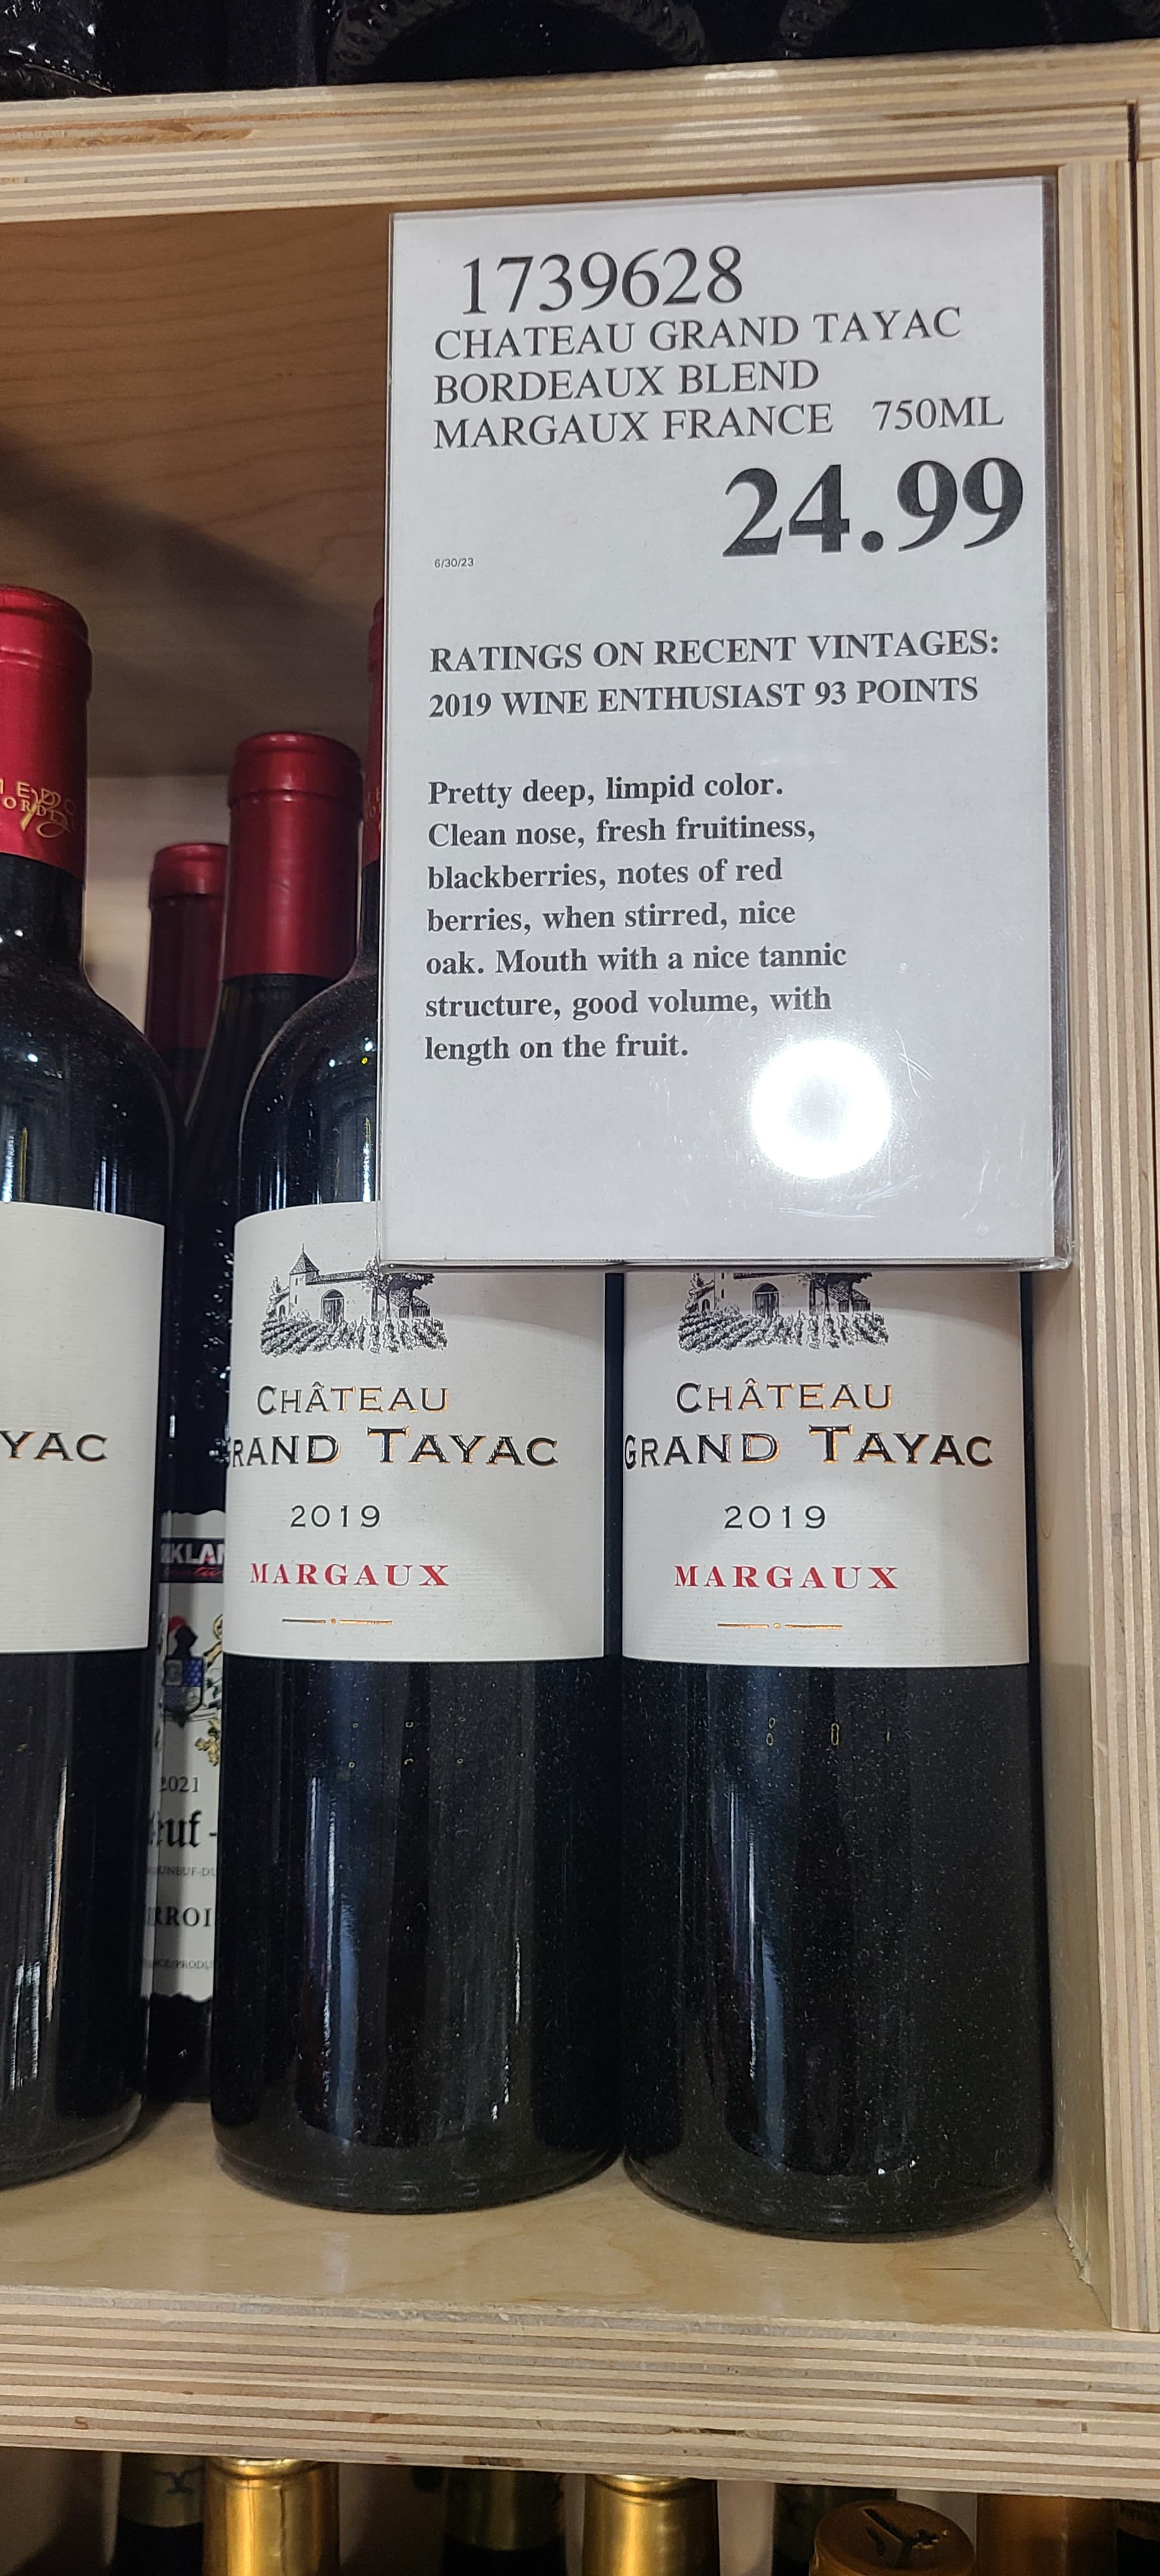 1739628
CHATEAU GRAND TAYAC
BORDEAUX BLEND
MARGAUX FRANCE 750ML
24.99
6/30/23
RATINGS ON RECENT VINTAGES:
2019 WINE ENTHUSIAST 93 POINTS
Pretty deep, limpid color.
Clean nose, fresh fruitiness,
blackberries, notes of red
berries, when stirred, nice
oak. Mouth with a nice tannic
structure, good volume, with
length on the fruit.
YAC
CHÂTEAU
RAND TAYAC
2019
MARGAUX
CHÂTEAU
GRAND TAYAC
2019
MARGAUX
2021